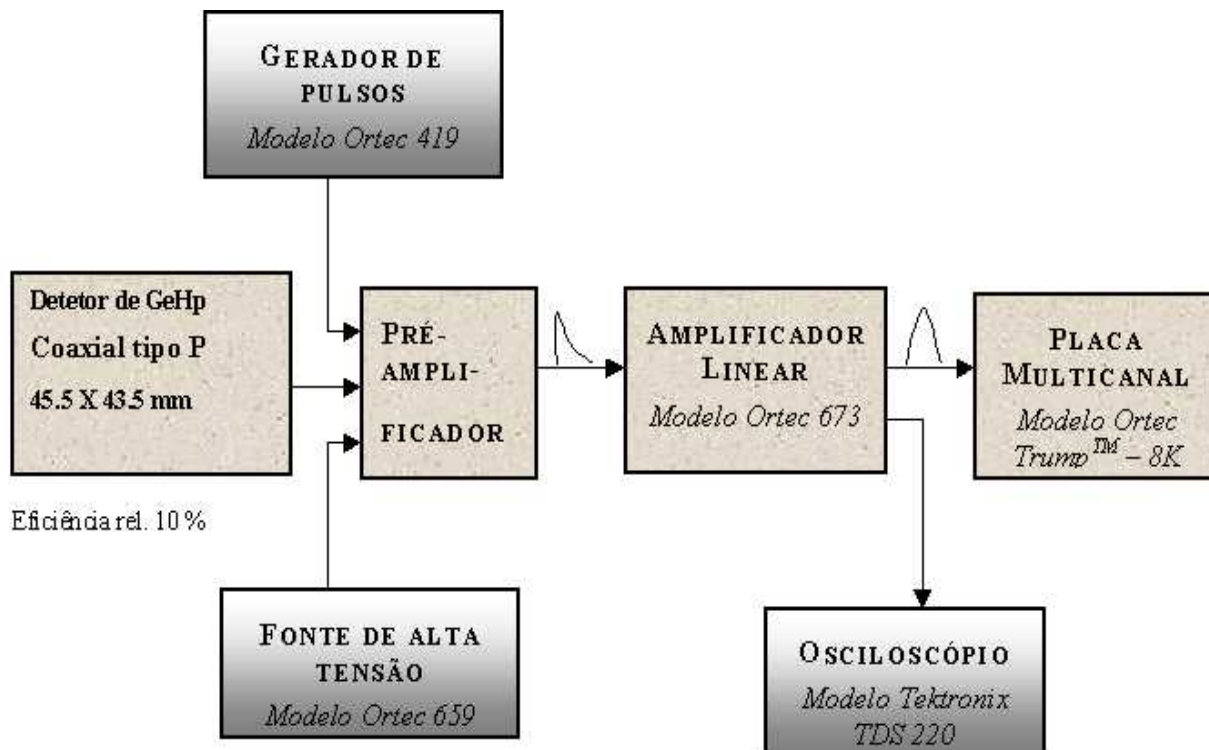 GERADOR DE
PULSOS
Modelo Ortec 419
Detetor de GeHp
Coaxial tipo P
45.5 X 43.5 mm
PRÉ-
AMPLI-
FICADOR
AMPLIFICADOR
LINEAR
Modelo Ortec 673
PLACA
MULTICANAL
Modelo Ortec
Trump™ – 8K
Eficiência rel. 10%
FONTE DE ALTA
TENSÃO
Modelo Ortec 659
OSCILOSCÓPIO
Modelo Tektronix
TDS 220